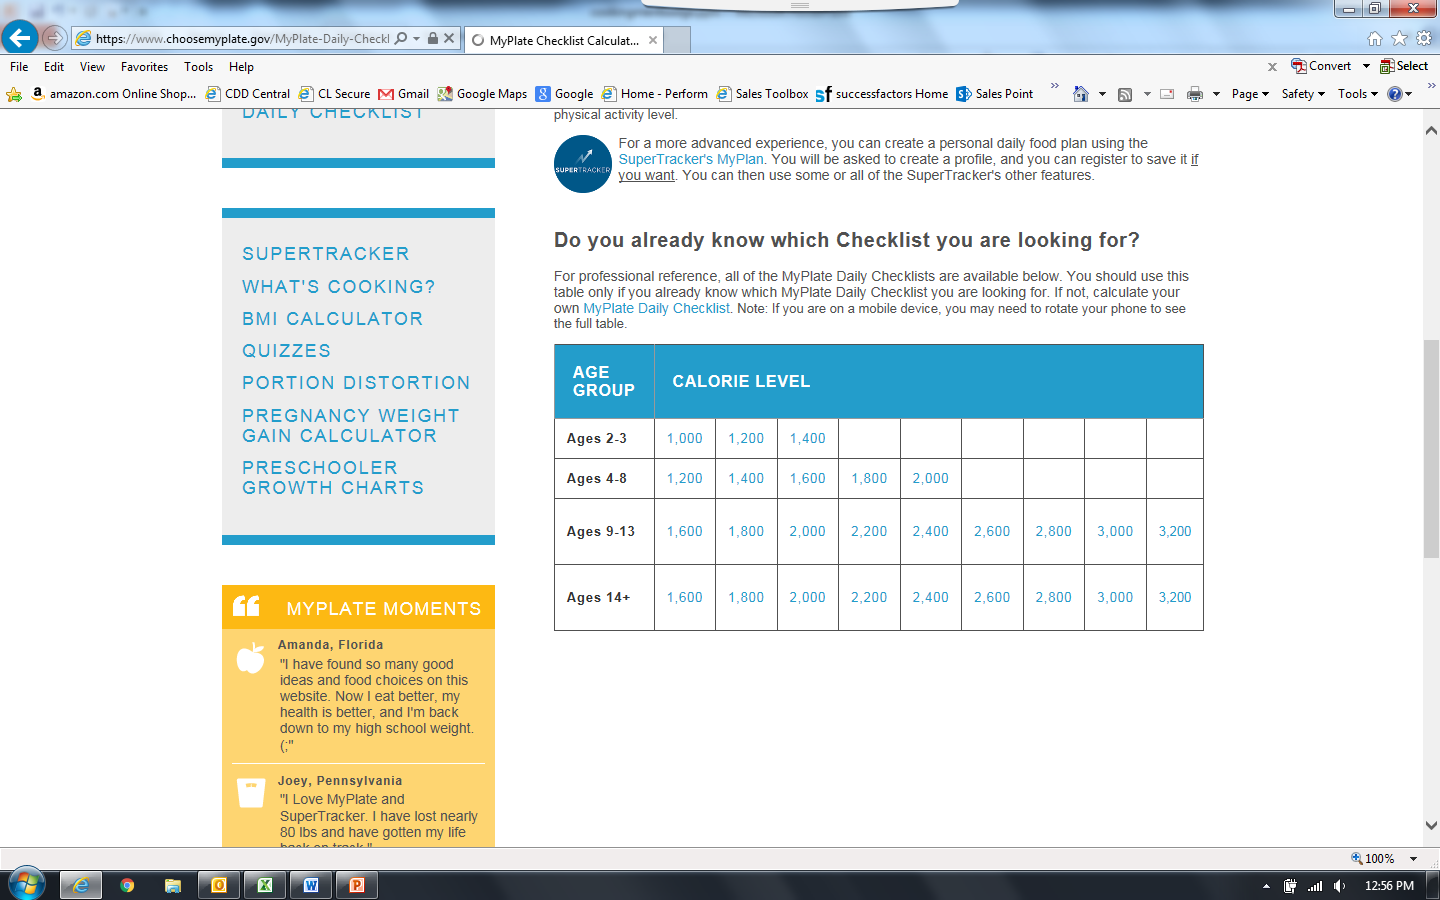 https://www.choosemyplate.gov/MyPlate-Daily-Checkl
MyPlate Checklist Calculat...
File Edit View Favorites Tools Help
Convert Select
amazon.com Online Shop... CDD Central CL Secure Gmail Google Maps Google Home - Perform Sales Toolbox successfactors Home Sales Point
Page Safety Tools
DAILY CHECKLIST
SUPERTRACKER
WHAT'S COOKING?
BMI CALCULATOR
QUIZZES
PORTION DISTORTION
PREGNANCY WEIGHT
GAIN CALCULATOR
PRESCHOOLER
GROWTH CHARTS
MYPLATE MOMENTS
Amanda, Florida
"I have found so many good
ideas and food choices on this
website. Now I eat better, my
health is better, and I'm back
down to my high school weight.
(;"
Joey, Pennsylvania
"I Love MyPlate and
SuperTracker. I have lost nearly
80 lbs and have gotten my life
back on track."
physical activity level.
SUPERTRACKER
For a more advanced experience, you can create a personal daily food plan using the
SuperTracker's MyPlan. You will be asked to create a profile, and you can register to save it if
you want. You can then use some or all of the SuperTracker's other features.
Do you already know which Checklist you are looking for?
For professional reference, all of the MyPlate Daily Checklists are available below. You should use this
table only if you already know which MyPlate Daily Checklist you are looking for. If not, calculate your
own MyPlate Daily Checklist. Note: If you are on a mobile device, you may need to rotate your phone to see
the full table.
AGE
GROUP
CALORIE LEVEL
Ages 2-3 1,000 1,200 1,400
Ages 4-8 1,200 1,400 1,600 1,800 2,000
Ages 9-13 1,600 1,800 2,000 2,200 2,400 2,600 2,800 3,000 3,200
Ages 14+ 1,600 1,800 2,000 2,200 2,400 2,600 2,800 3,000 3,200
100%
12:56 PM